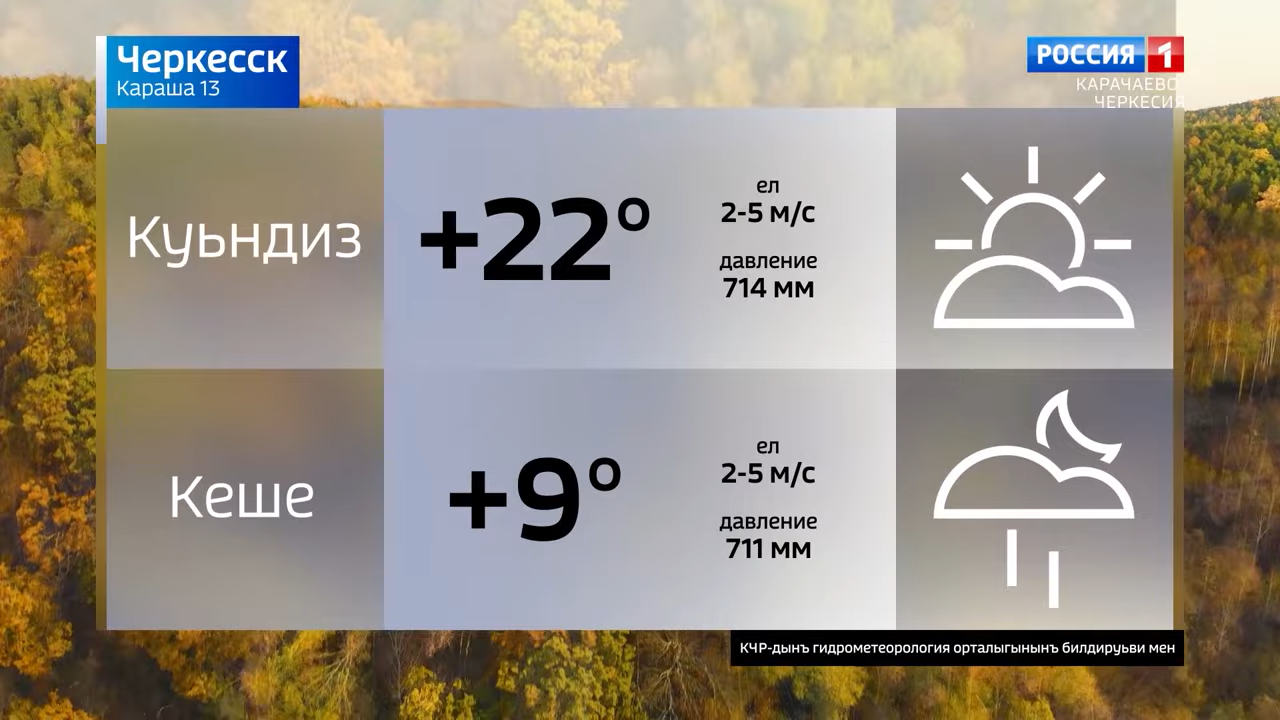 Черкесск
Караша 13
РОССИЯ 1
КАРАЧАЕВО
ЧЕРКЕСИЯ
Куьндиз
+22°
ел
2-5 м/с
давление
714 мм
Кеше
+9°
ел
2-5 м/с
давление
711 мм
КЧР-дынъ гидрометеорология орталыгынынъ билдируьви мен